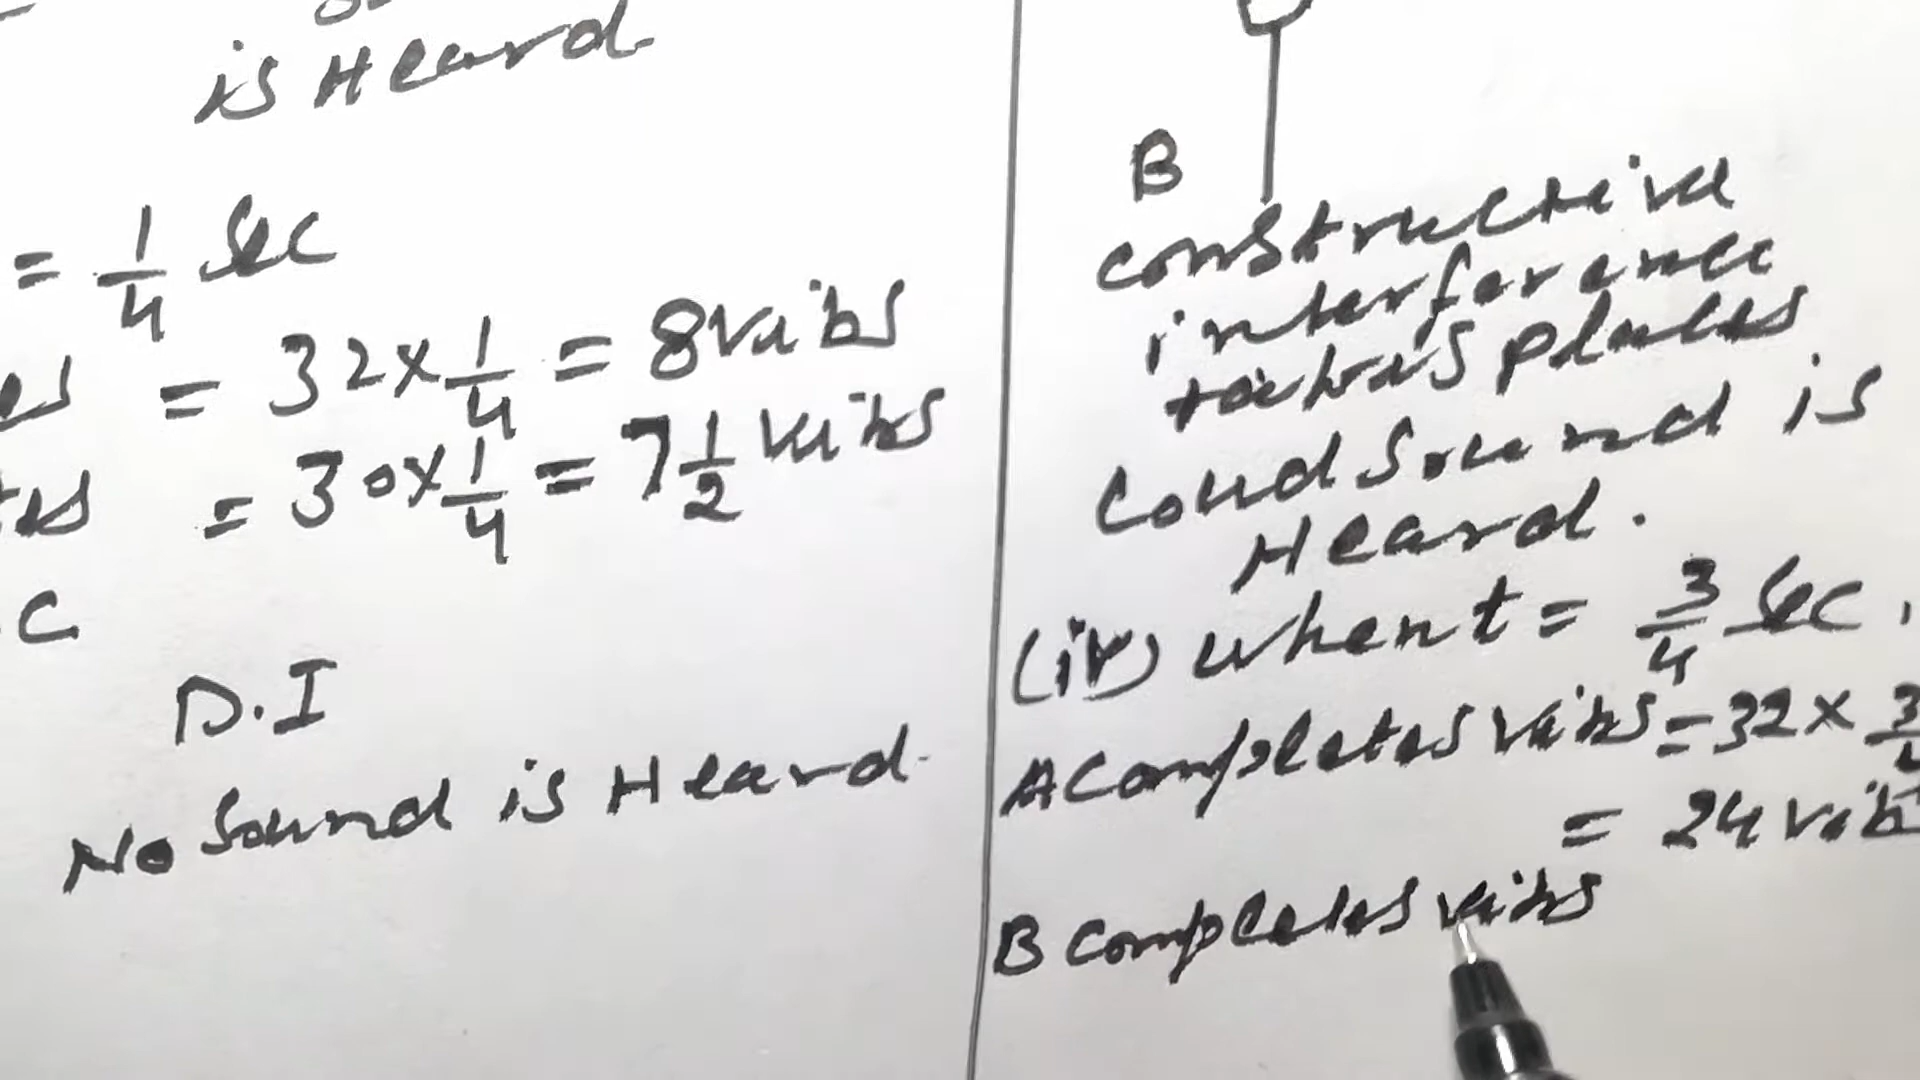 is Heard
= 1/4 Sec
= 32 × 1/4 = 8 vibs
= 30 × 1/4 = 7 1/2 vibs
C
D.I
No Sound is Heard.
B
constructive
interference
places
Loud Sound is
Heard.
(iv) when t = 3/4 Sec.
A Completes vibs = 32 × 3/4
= 24 vib
B completes vibs